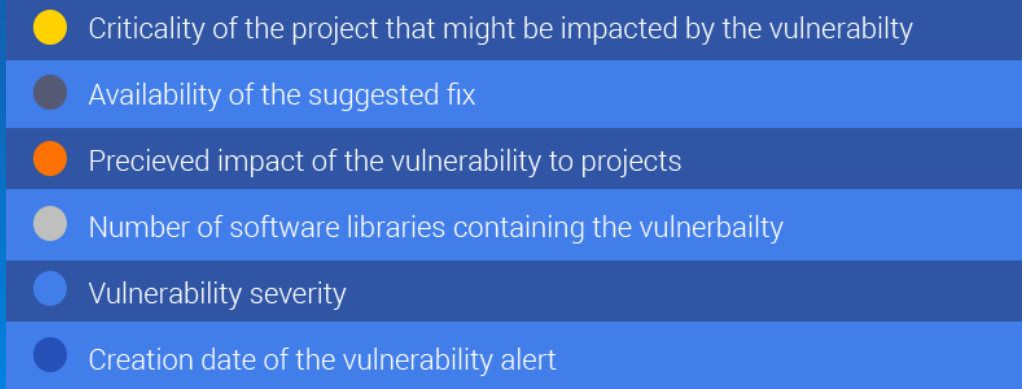 Criticality of the project that might be impacted by the vulnerabilty
Availability of the suggested fix
Precieved impact of the vulnerability to projects
Number of software libraries containing the vulnerbailty
Vulnerability severity
Creation date of the vulnerability alert